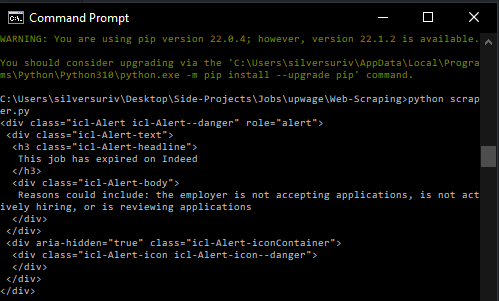 Command Prompt
WARNING: You are using pip version 22.0.4; however, version 22.1.2 is available.
You should consider upgrading via the 'C:\Users\silversuriv\AppData\Local\Progra
ms\Python\Python310\python.exe -m pip install --upgrade pip' command.
C:\Users\silversuriv\Desktop\Side-Projects\Jobs\upwage\Web-Scraping>python scrap
er.py
<div class="icl-Alert icl-Alert--danger" role="alert">
 <div class="icl-Alert-text">
  <h3 class="icl-Alert-headline">
   This job has expired on Indeed
  </h3>
  <div class="icl-Alert-body">
   Reasons could include: the employer is not accepting applications, is not act
ively hiring, or is reviewing applications
  </div>
 </div>
 <div aria-hidden="true" class="icl-Alert-iconContainer">
  <div class="icl-Alert-icon icl-Alert-icon--danger">
  </div>
 </div>
</div>